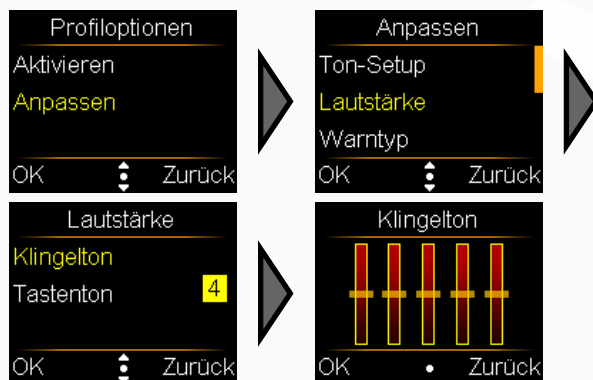 Profiloptionen
Aktivieren
Anpassen
OK Zurück
Anpassen
Ton-Setup
Lautstärke
Warntyp
OK Zurück
Lautstärke
Klingelton
Tastenton 4
OK Zurück
Klingelton
OK Zurück